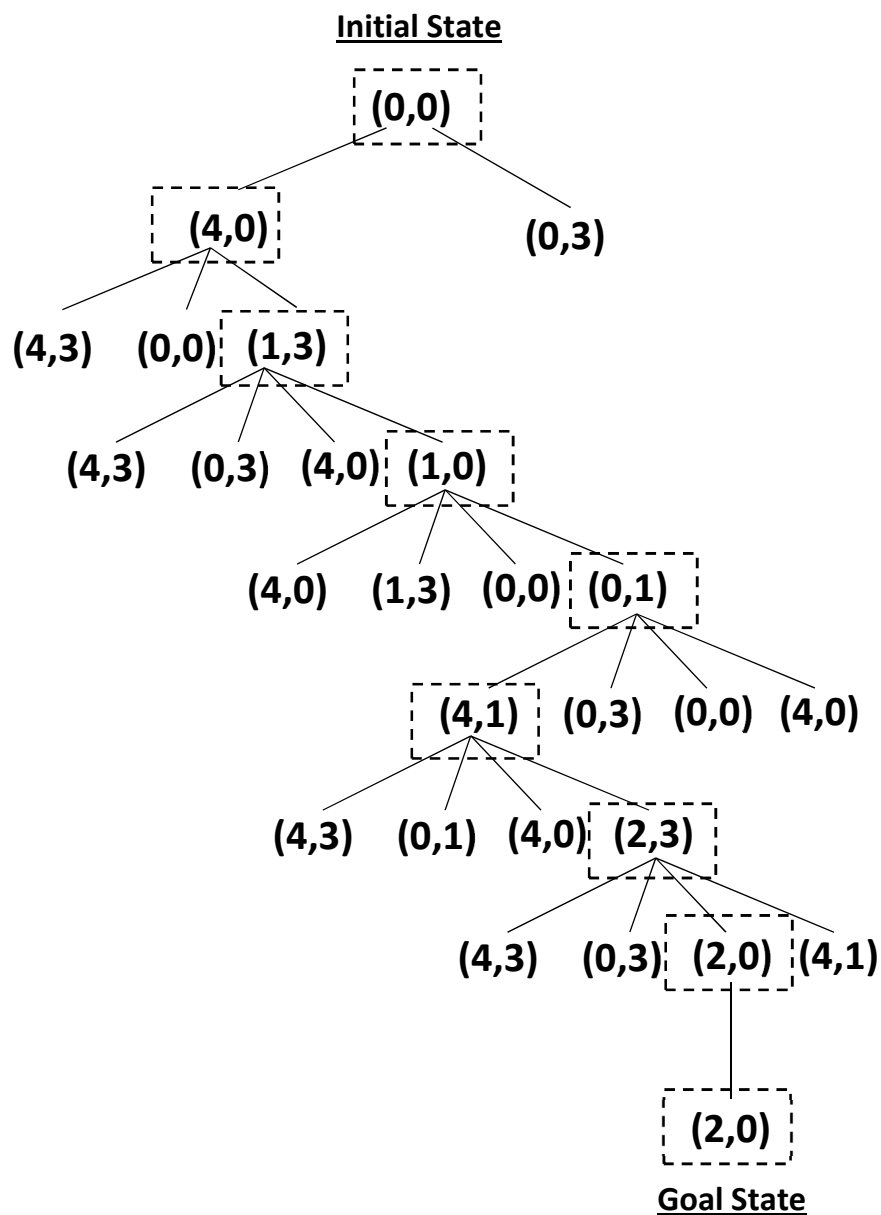 Initial State
(0,0)
(4,0)
(0,3)
(4,3) (0,0) (1,3)
(4,3) (0,3) (4,0) (1,0)
(4,0) (1,3) (0,0) (0,1)
(4,1) (0,3) (0,0) (4,0)
(4,3) (0,1) (4,0) (2,3)
(4,3) (0,3) (2,0) (4,1)
(2,0)
Goal State